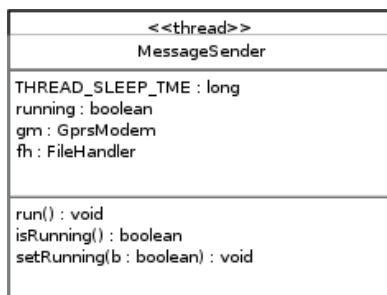 <<thread>>
MessageSender
THREAD_SLEEP_TME : long
running : boolean
gm : GprsModem
fh : FileHandler
run() : void
isRunning() : boolean
setRunning(b : boolean) : void